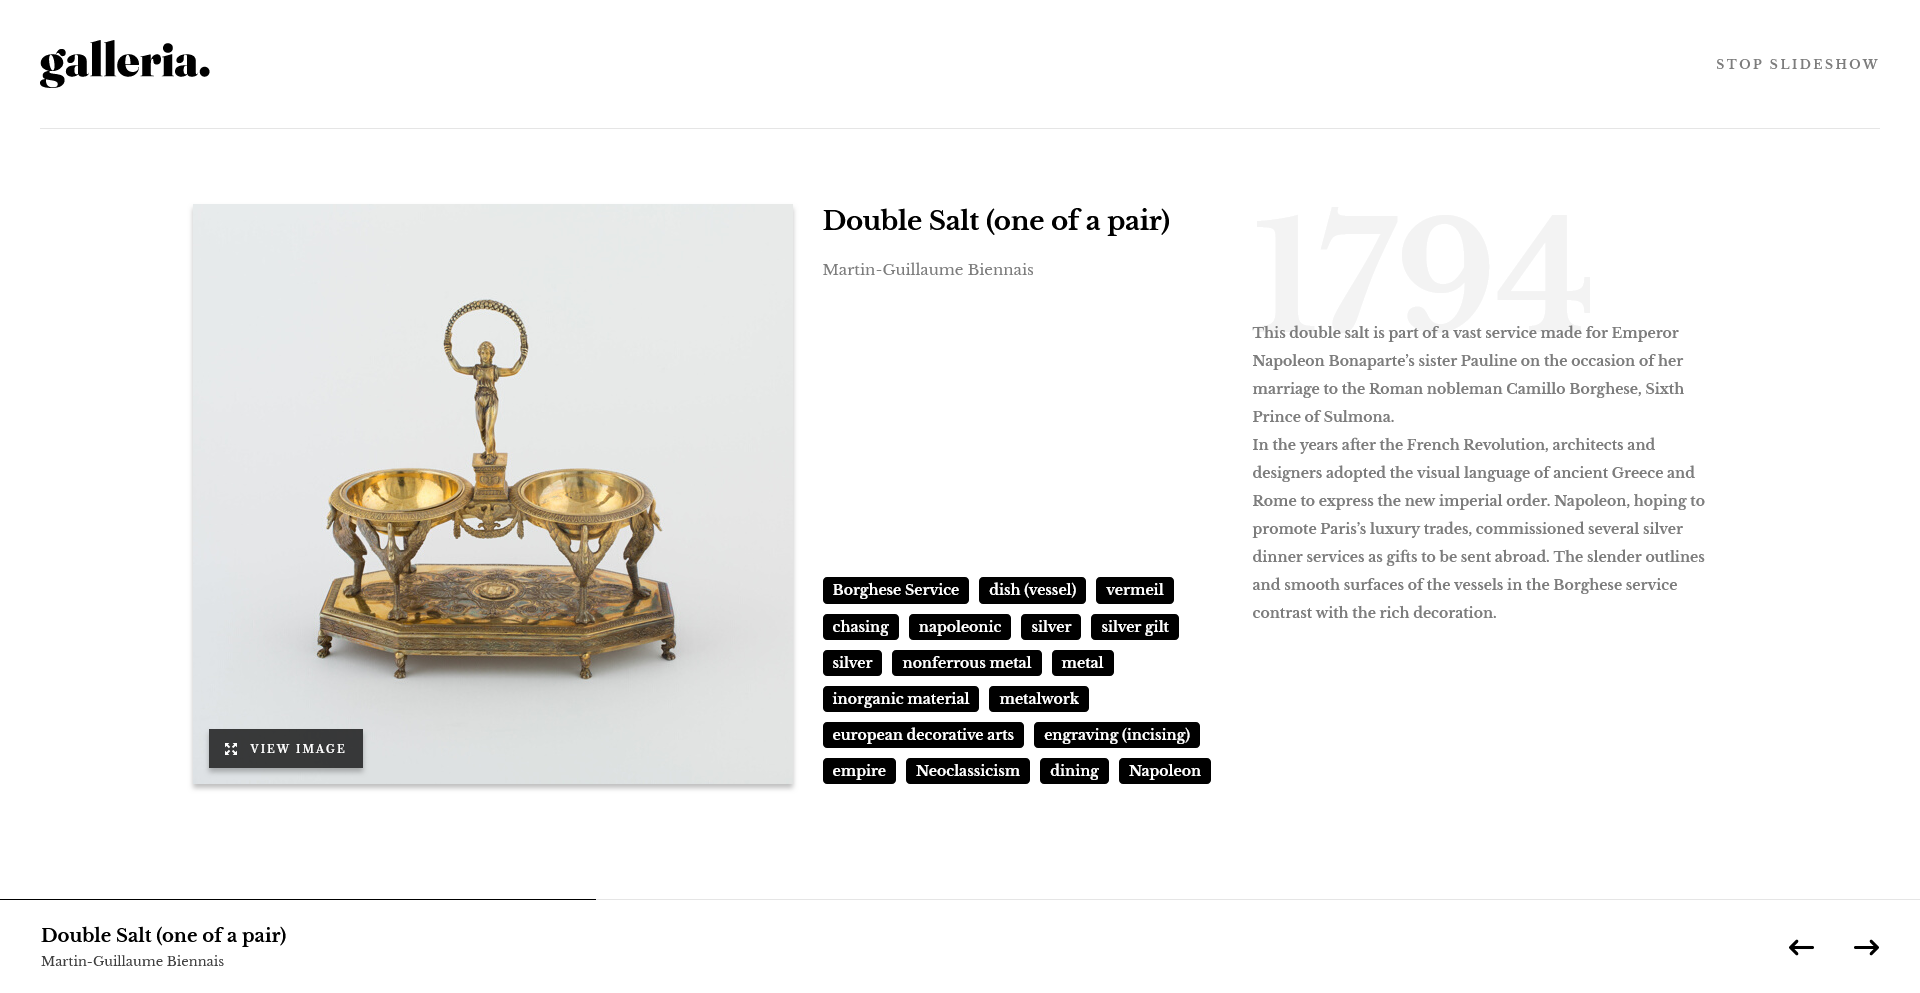 galleria.
STOP SLIDESHOW
Double Salt (one of a pair)
Martin-Guillaume Biennais
1794
This double salt is part of a vast service made for Emperor
Napoleon Bonaparte’s sister Pauline on the occasion of her
marriage to the Roman nobleman Camillo Borghese, Sixth
Prince of Sulmona.
In the years after the French Revolution, architects and
designers adopted the visual language of ancient Greece and
Rome to express the new imperial order. Napoleon, hoping to
promote Paris’s luxury trades, commissioned several silver
dinner services as gifts to be sent abroad. The slender outlines
and smooth surfaces of the vessels in the Borghese service
contrast with the rich decoration.
Borghese Service dish (vessel) vermeil
chasing napoleonic silver silver gilt
silver nonferrous metal metal
inorganic material metalwork
european decorative arts engraving (incising)
empire Neoclassicism dining Napoleon
VIEW IMAGE
Double Salt (one of a pair)
Martin-Guillaume Biennais